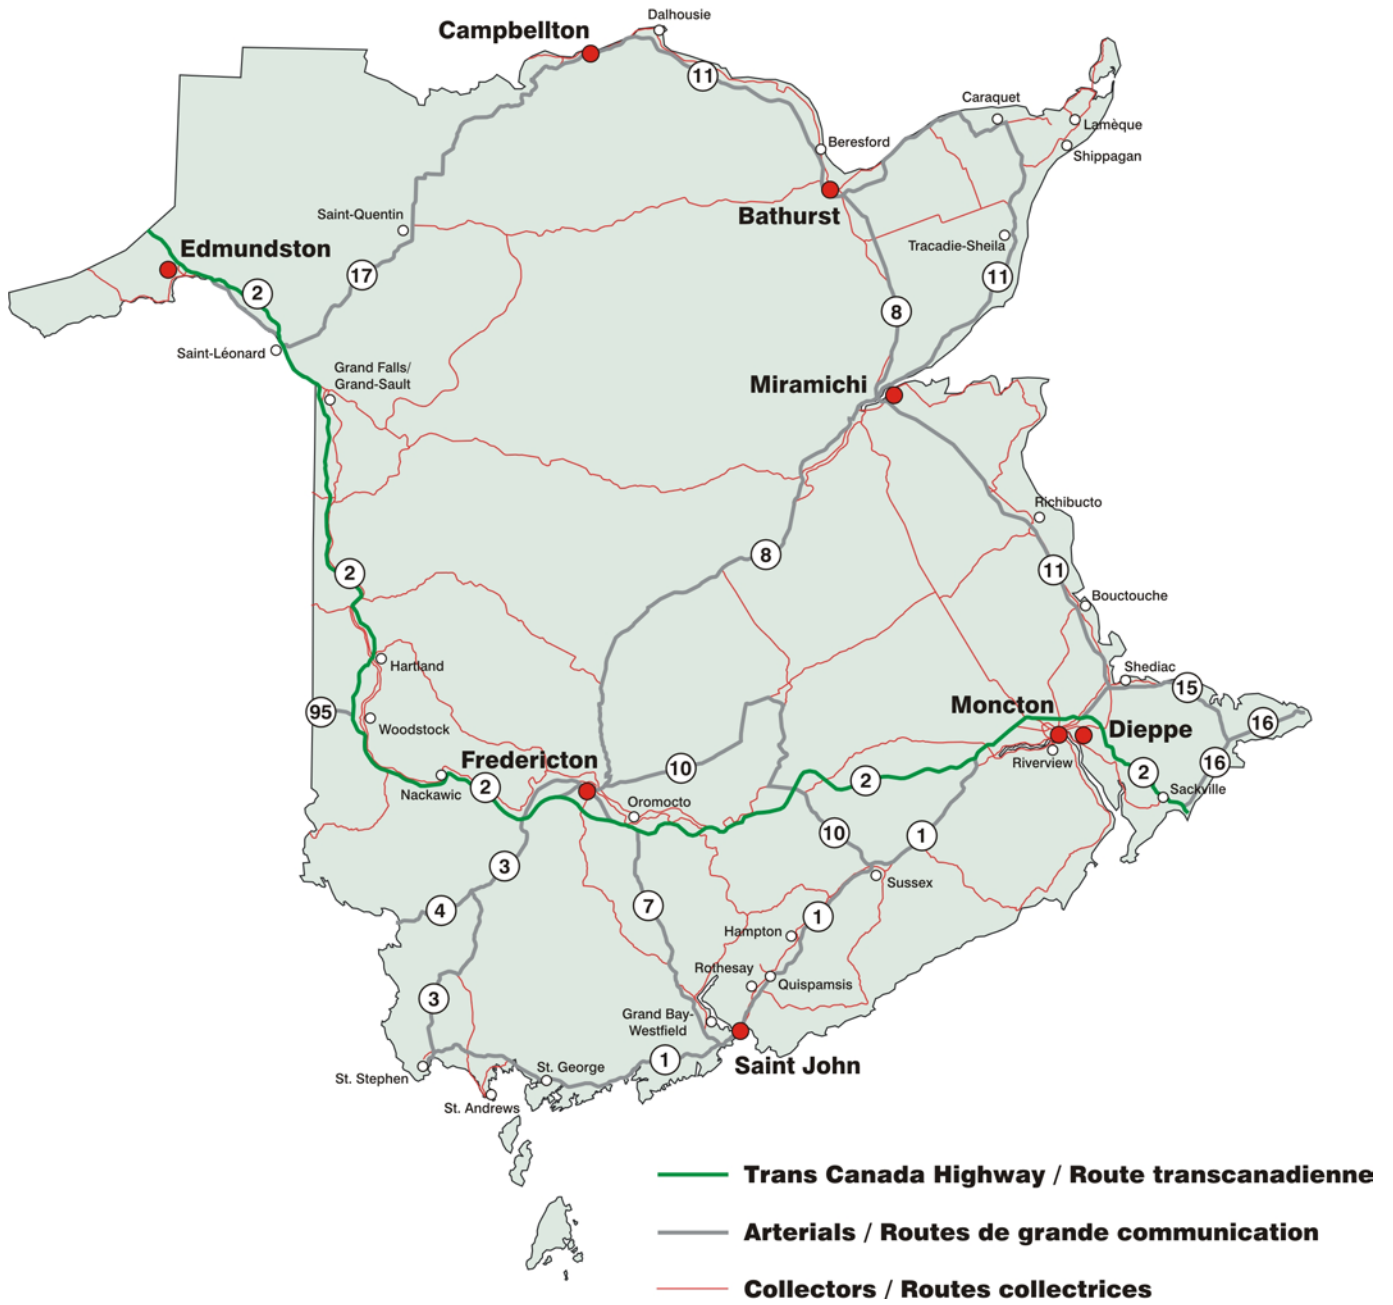 Dalhousie
Campbellton
11
Caraquet
Lamèque
Beresford
Shippagan
Saint-Quentin
Bathurst
Edmundston
Tracadie-Sheila
17
11
2
8
Saint-Léonard
Grand Falls/
Grand-Sault
Miramichi
Richibucto
8
2
11
Bouctouche
Hartland
Shediac
15
95
Woodstock
Moncton
16
Dieppe
Fredericton
Riverview
16
10
2
2
Nackawic
2
Sackville
Oromocto
10
1
3
Sussex
7
4
1
Hampton
Rothesay
Quispamsis
3
Grand Bay-
Westfield
1
Saint John
St. George
St. Stephen
St. Andrews
Trans Canada Highway / Route transcanadienne
Arterials / Routes de grande communication
Collectors / Routes collectrices